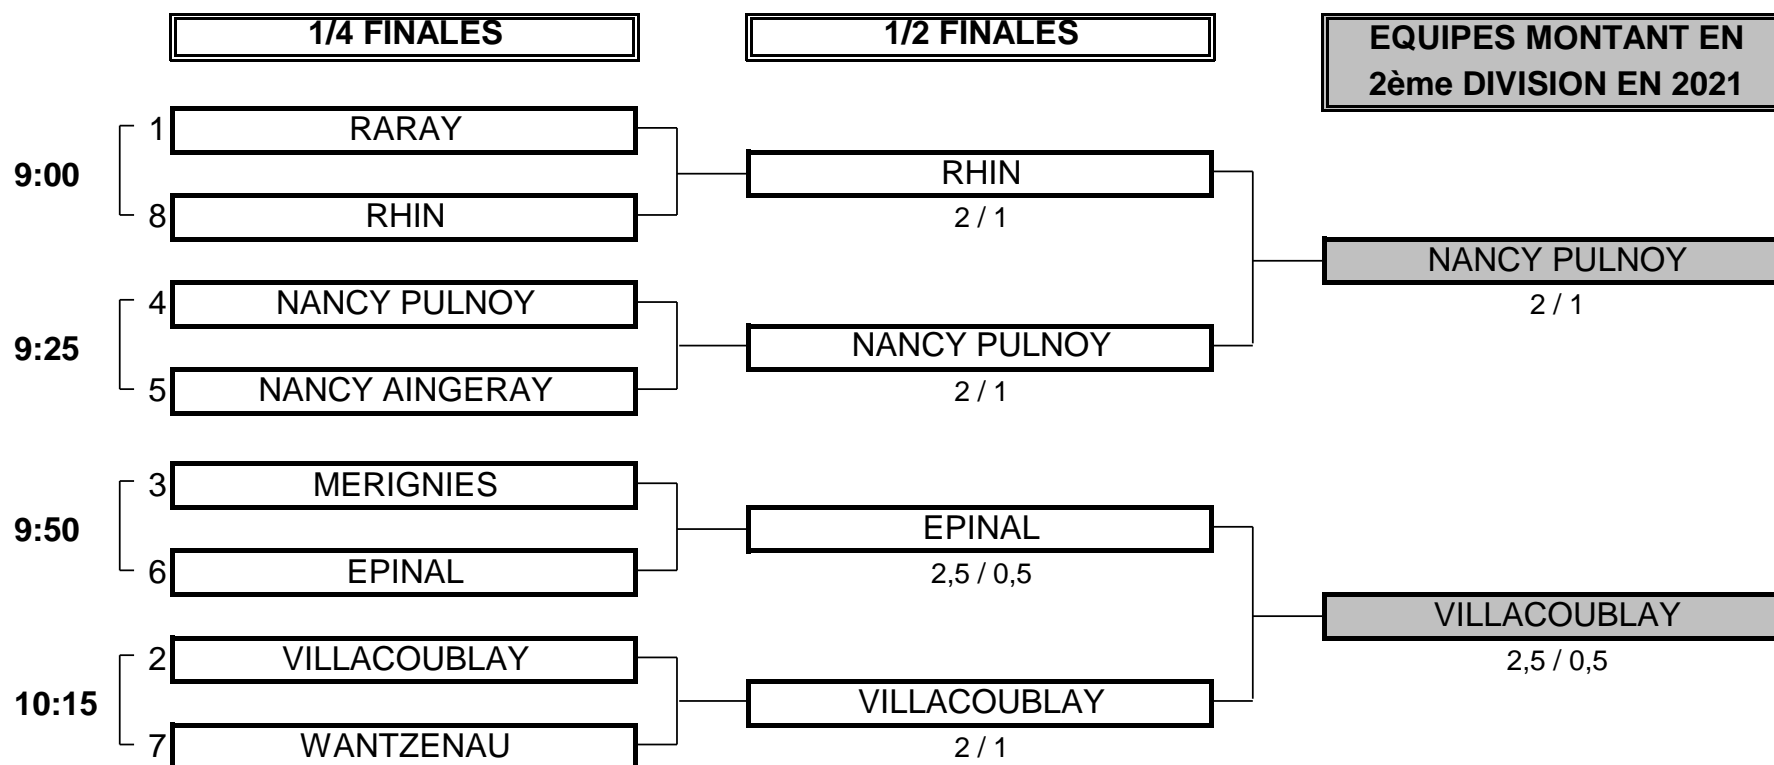 1/4 FINALES
1/2 FINALES
EQUIPES MONTANT EN
2ème DIVISION EN 2021
9:00
1 RARAY
8 RHIN
RHIN
2 / 1
9:25
4 NANCY PULNOY
5 NANCY AINGERAY
NANCY PULNOY
2 / 1
NANCY PULNOY
2 / 1
9:50
3 MERIGNIES
6 EPINAL
EPINAL
2,5 / 0,5
10:15
2 VILLACOUBLAY
7 WANTZENAU
VILLACOUBLAY
2 / 1
VILLACOUBLAY
2,5 / 0,5